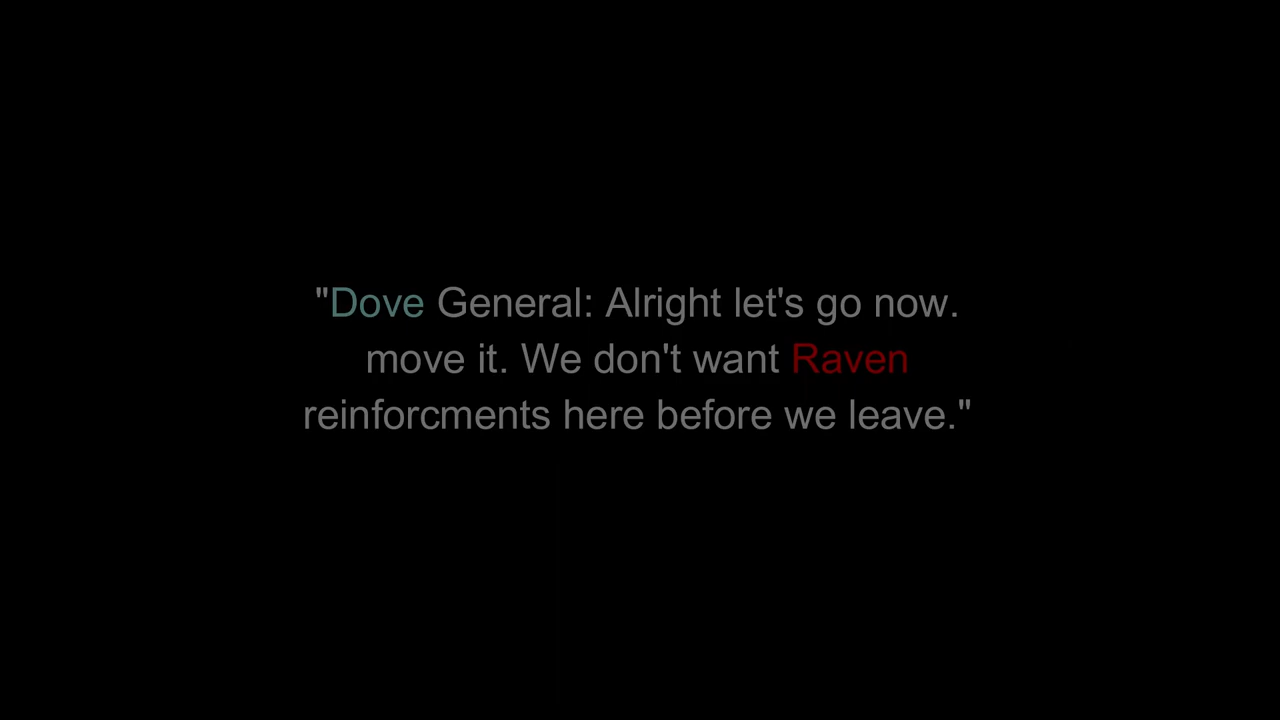 "Dove General: Alright let's go now.
move it. We don't want Raven
reinforcments here before we leave."